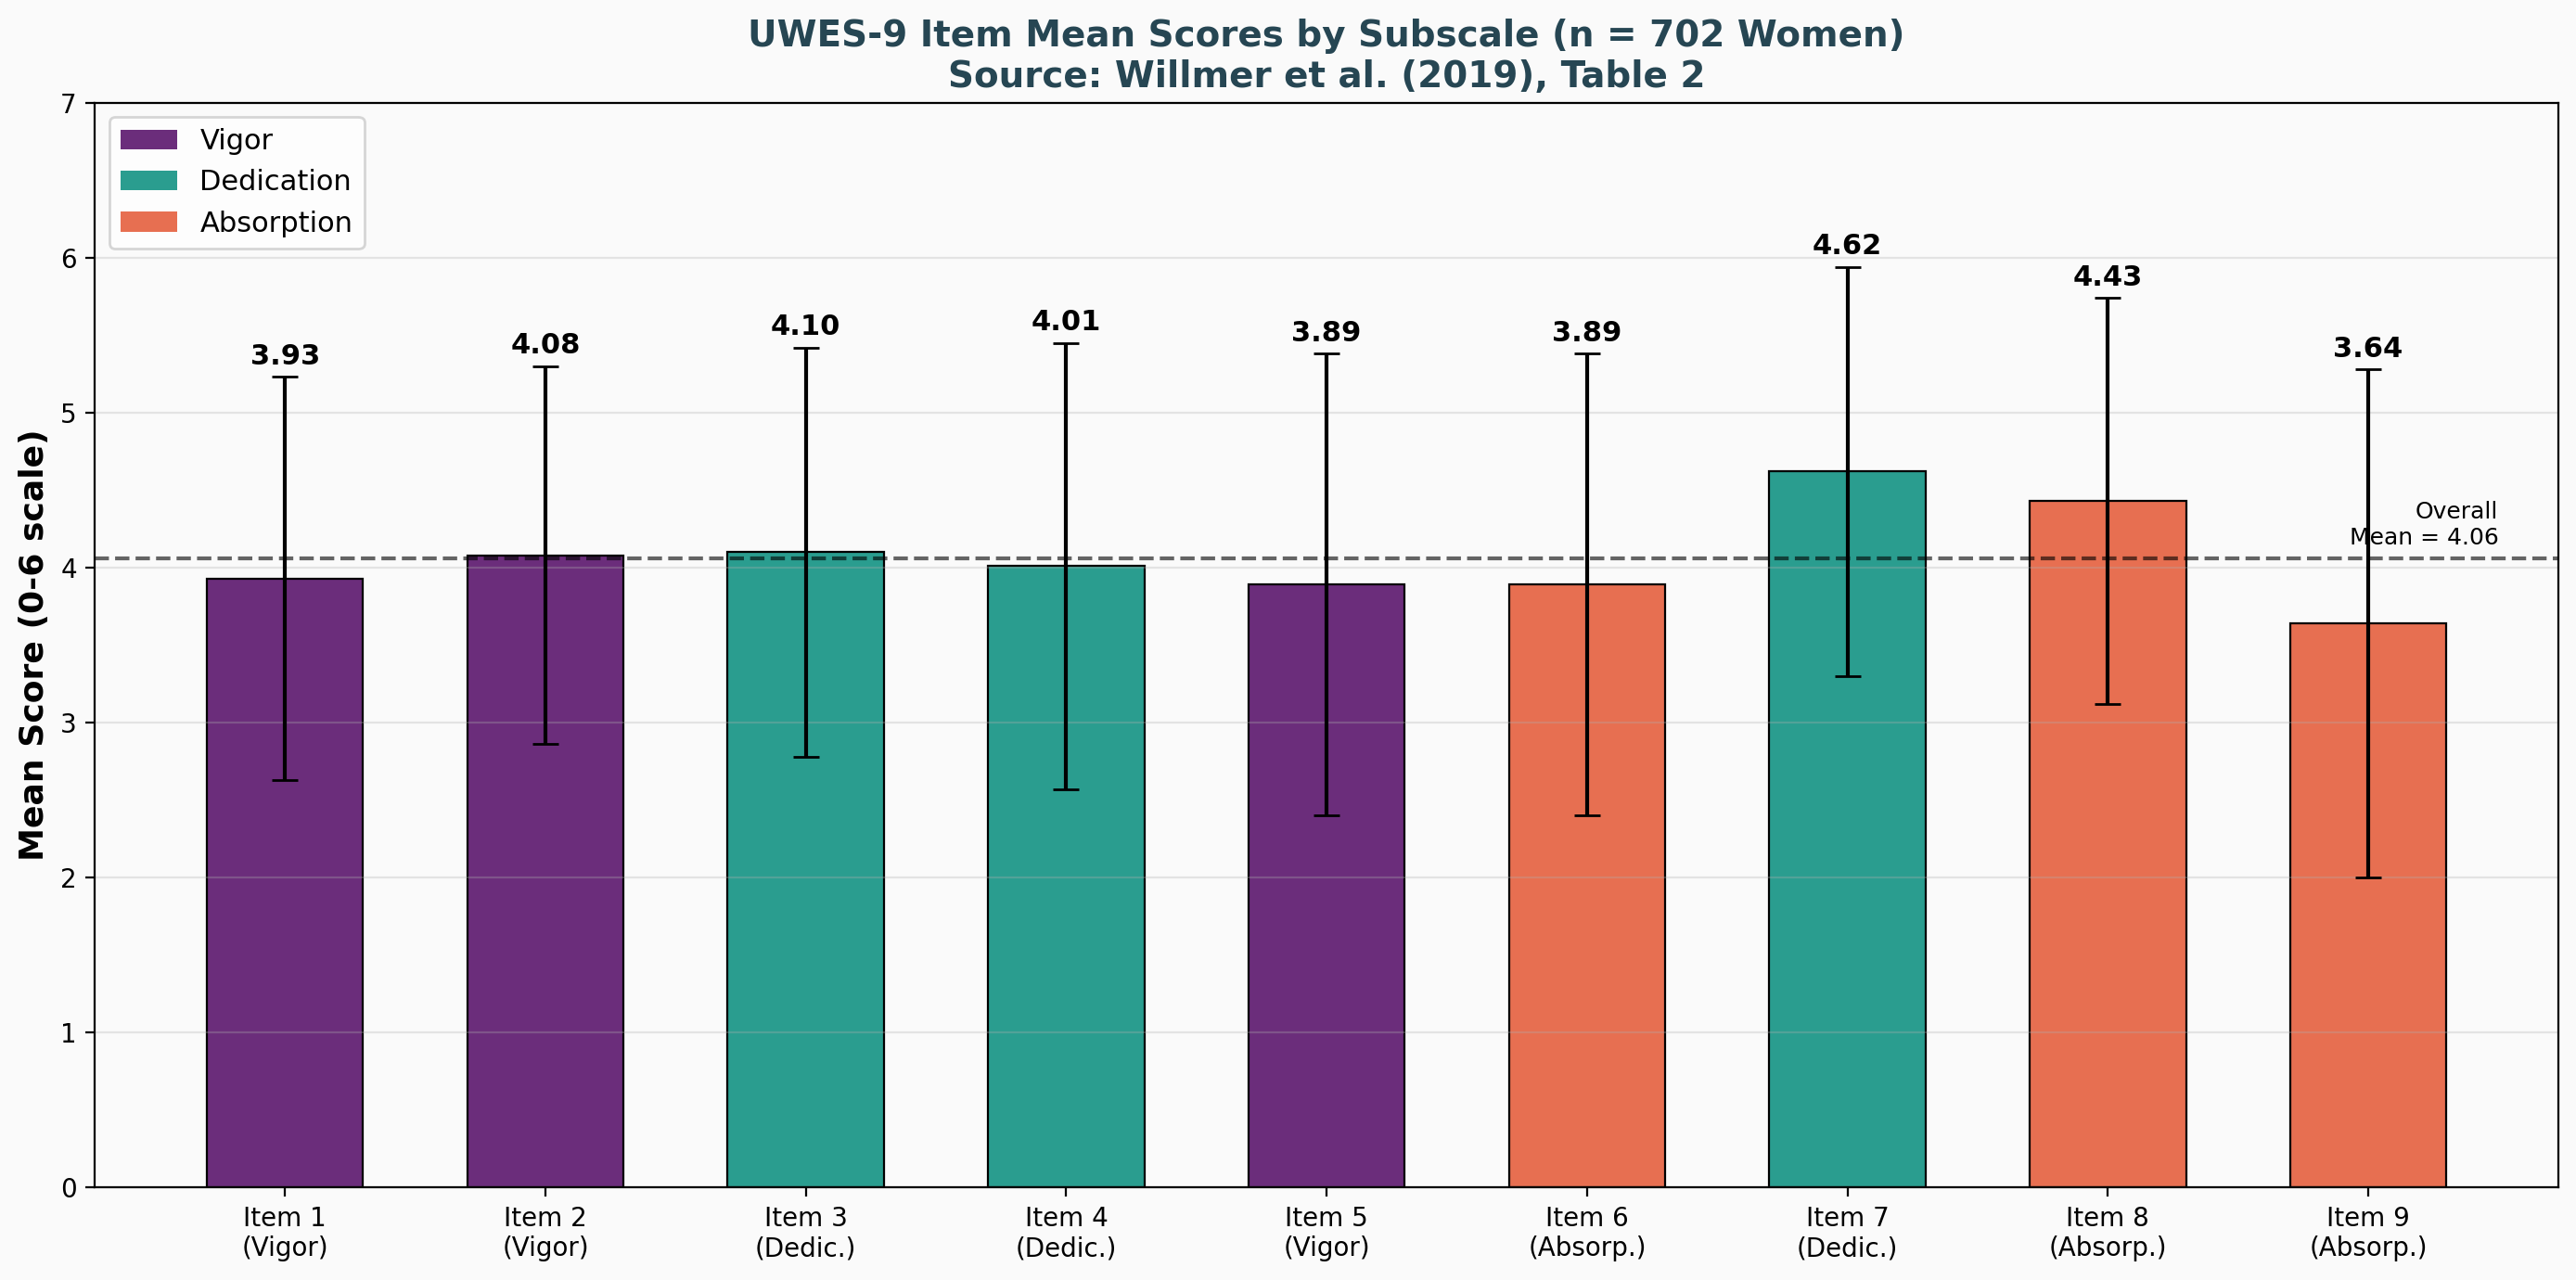 UWES-9 Item Mean Scores by Subscale (n = 702 Women)
Source: Willmer et al. (2019), Table 2
Mean Score (0-6 scale)
7
6
5
4
3
2
1
0
Vigor
Dedication
Absorption
3.93
4.08
4.10
4.01
3.89
3.89
4.62
4.43
3.64
Overall
Mean = 4.06
Item 1
(Vigor)
Item 2
(Vigor)
Item 3
(Dedic.)
Item 4
(Dedic.)
Item 5
(Vigor)
Item 6
(Absorp.)
Item 7
(Dedic.)
Item 8
(Absorp.)
Item 9
(Absorp.)